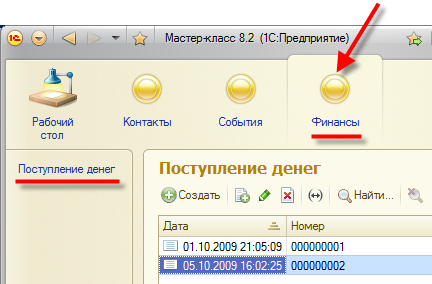 1С Мастер-класс 8.2 (1С:Предприятие)
Рабочий стол
Контакты
События
Финансы
Поступление денег
Поступление денег
Создать
Найти...
Дата Номер
01.10.2009 21:05:09 000000001
05.10.2009 16:02:25 000000002